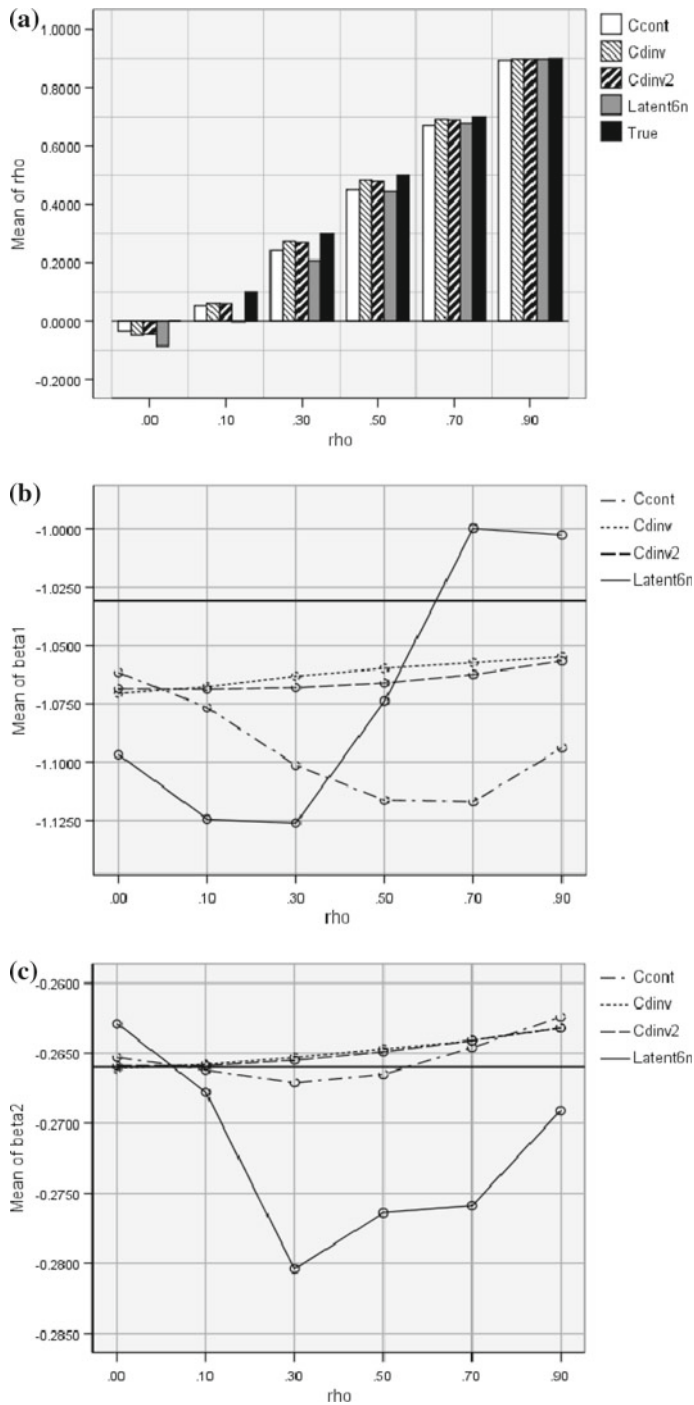 (a)
1.0000
0.8000
0.6000
0.4000
0.2000
0.0000
-0.2000
Mean of rho
.00 .10 .30 .50 .70 .90
rho
Ccont
Cdinv
Cdinv2
Latent6n
True
(b)
-1.0000
-1.0250
-1.0500
-1.0750
-1.1000
-1.1250
Mean of beta1
.00 .10 .30 .50 .70 .90
rho
Ccont
Cdinv
Cdinv2
Latent6n
(c)
-0.2600
-0.2650
-0.2700
-0.2750
-0.2800
-0.2850
Mean of beta2
.00 .10 .30 .50 .70 .90
rho
Ccont
Cdinv
Cdinv2
Latent6n